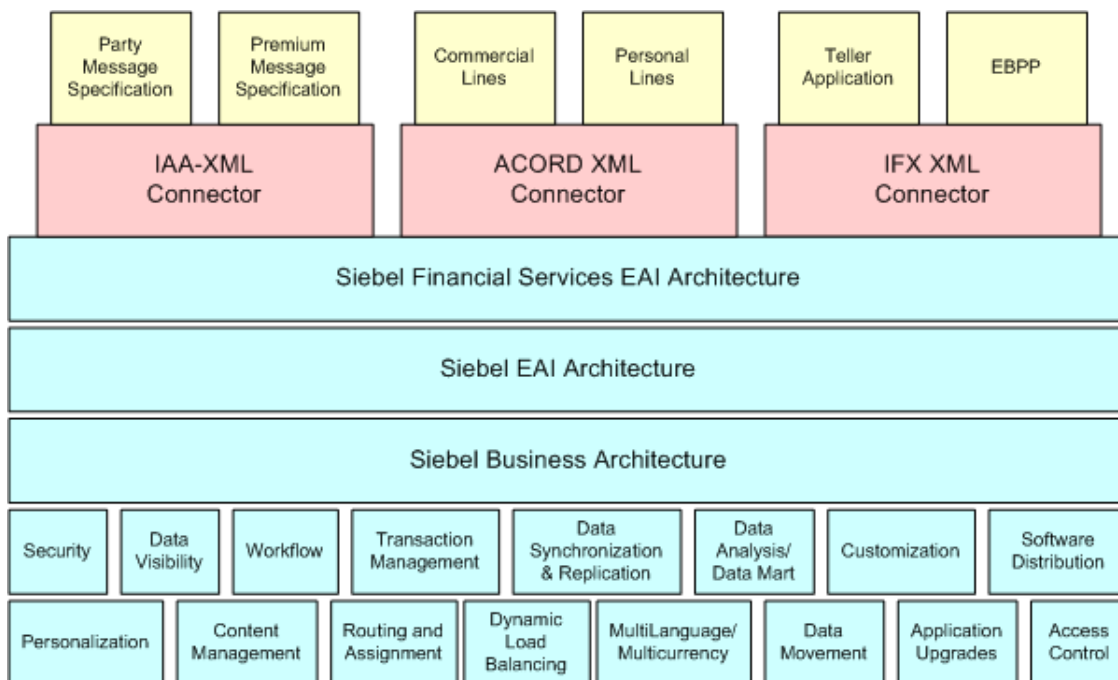 Party
Message
Specification
Premium
Message
Specification
Commercial
Lines
Personal
Lines
Teller
Application
EBPP
IAA-XML
Connector
ACORD XML
Connector
IFX XML
Connector
Siebel Financial Services EAI Architecture
Siebel EAI Architecture
Siebel Business Architecture
Security
Data
Visibility
Workflow
Transaction
Management
Data
Synchronization
& Replication
Data
Analysis/
Data Mart
Customization
Software
Distribution
Personalization
Content
Management
Routing and
Assignment
Dynamic
Load
Balancing
MultiLanguage/
Multicurrency
Data
Movement
Application
Upgrades
Access
Control